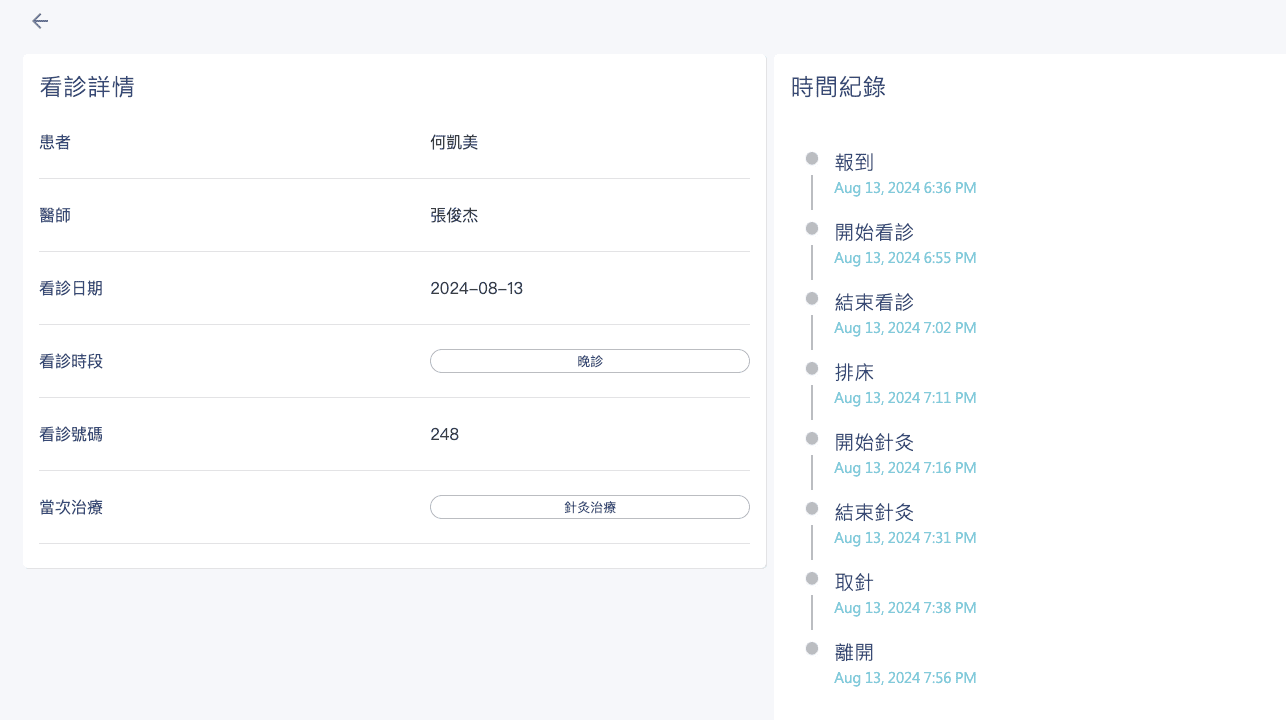 看診詳情
患者 何凱美
醫師 張俊杰
看診日期 2024-08-13
看診時段 晚診
看診號碼 248
當次治療 針灸治療
時間紀錄
報到
Aug 13, 2024 6:36 PM
開始看診
Aug 13, 2024 6:55 PM
結束看診
Aug 13, 2024 7:02 PM
排床
Aug 13, 2024 7:11 PM
開始針灸
Aug 13, 2024 7:16 PM
結束針灸
Aug 13, 2024 7:31 PM
取針
Aug 13, 2024 7:38 PM
離開
Aug 13, 2024 7:56 PM